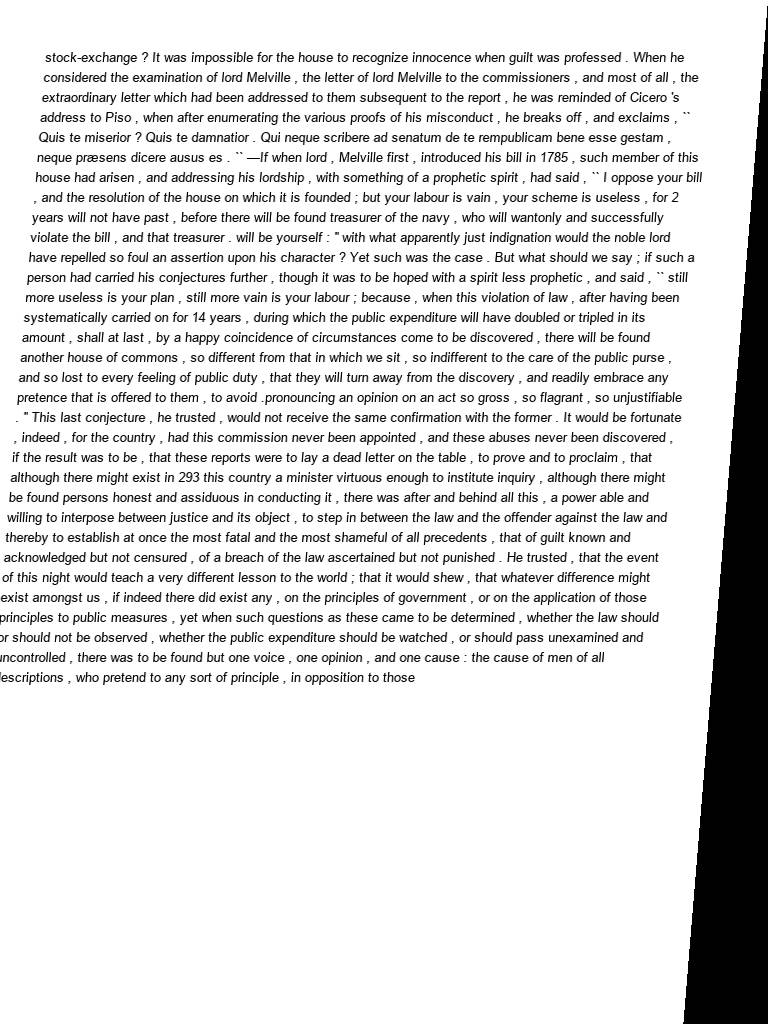 stock-exchange ? It was impossible for the house to recognize innocence when guilt was professed . When he
considered the examination of lord Melville , the letter of lord Melville to the commissioners , and most of all , the
extraordinary letter which had been addressed to them subsequent to the report , he was reminded of Cicero 's
address to Piso , when after enumerating the various proofs of his misconduct , he breaks off , and exclaims , ``
Quis te miserior ? Quis te damnatior . Qui neque scribere ad senatum de te rempublicam bene esse gestam ,
neque præsens dicere ausus es . `` —If when lord , Melville first , introduced his bill in 1785 , such member of this
house had arisen , and addressing his lordship , with something of a prophetic spirit , had said , `` I oppose your bill
, and the resolution of the house on which it is founded ; but your labour is vain , your scheme is useless , for 2
years will not have past , before there will be found treasurer of the navy , who will wantonly and successfully
violate the bill , and that treasurer . will be yourself : " with what apparently just indignation would the noble lord
have repelled so foul an assertion upon his character ? Yet such was the case . But what should we say ; if such a
person had carried his conjectures further , though it was to be hoped with a spirit less prophetic , and said , `` still
more useless is your plan , still more vain is your labour ; because , when this violation of law , after having been
systematically carried on for 14 years , during which the public expenditure will have doubled or tripled in its
amount , shall at last , by a happy coincidence of circumstances come to be discovered , there will be found
another house of commons , so different from that in which we sit , so indifferent to the care of the public purse ,
and so lost to every feeling of public duty , that they will turn away from the discovery , and readily embrace any
pretence that is offered to them , to avoid .pronouncing an opinion on an act so gross , so flagrant , so unjustifiable
. " This last conjecture , he trusted , would not receive the same confirmation with the former . It would be fortunate
, indeed , for the country , had this commission never been appointed , and these abuses never been discovered ,
if the result was to be , that these reports were to lay a dead letter on the table , to prove and to proclaim , that
although there might exist in 293 this country a minister virtuous enough to institute inquiry , although there might
be found persons honest and assiduous in conducting it , there was after and behind all this , a power able and
willing to interpose between justice and its object , to step in between the law and the offender against the law and
thereby to establish at once the most fatal and the most shameful of all precedents , that of guilt known and
acknowledged but not censured , of a breach of the law ascertained but not punished . He trusted , that the event
of this night would teach a very different lesson to the world ; that it would shew , that whatever difference might
exist amongst us , if indeed there did exist any , on the principles of government , or on the application of those
principles to public measures , yet when such questions as these came to be determined , whether the law should
or should not be observed , whether the public expenditure should be watched , or should pass unexamined and
uncontrolled , there was to be found but one voice , one opinion , and one cause : the cause of men of all
descriptions , who pretend to any sort of principle , in opposition to those